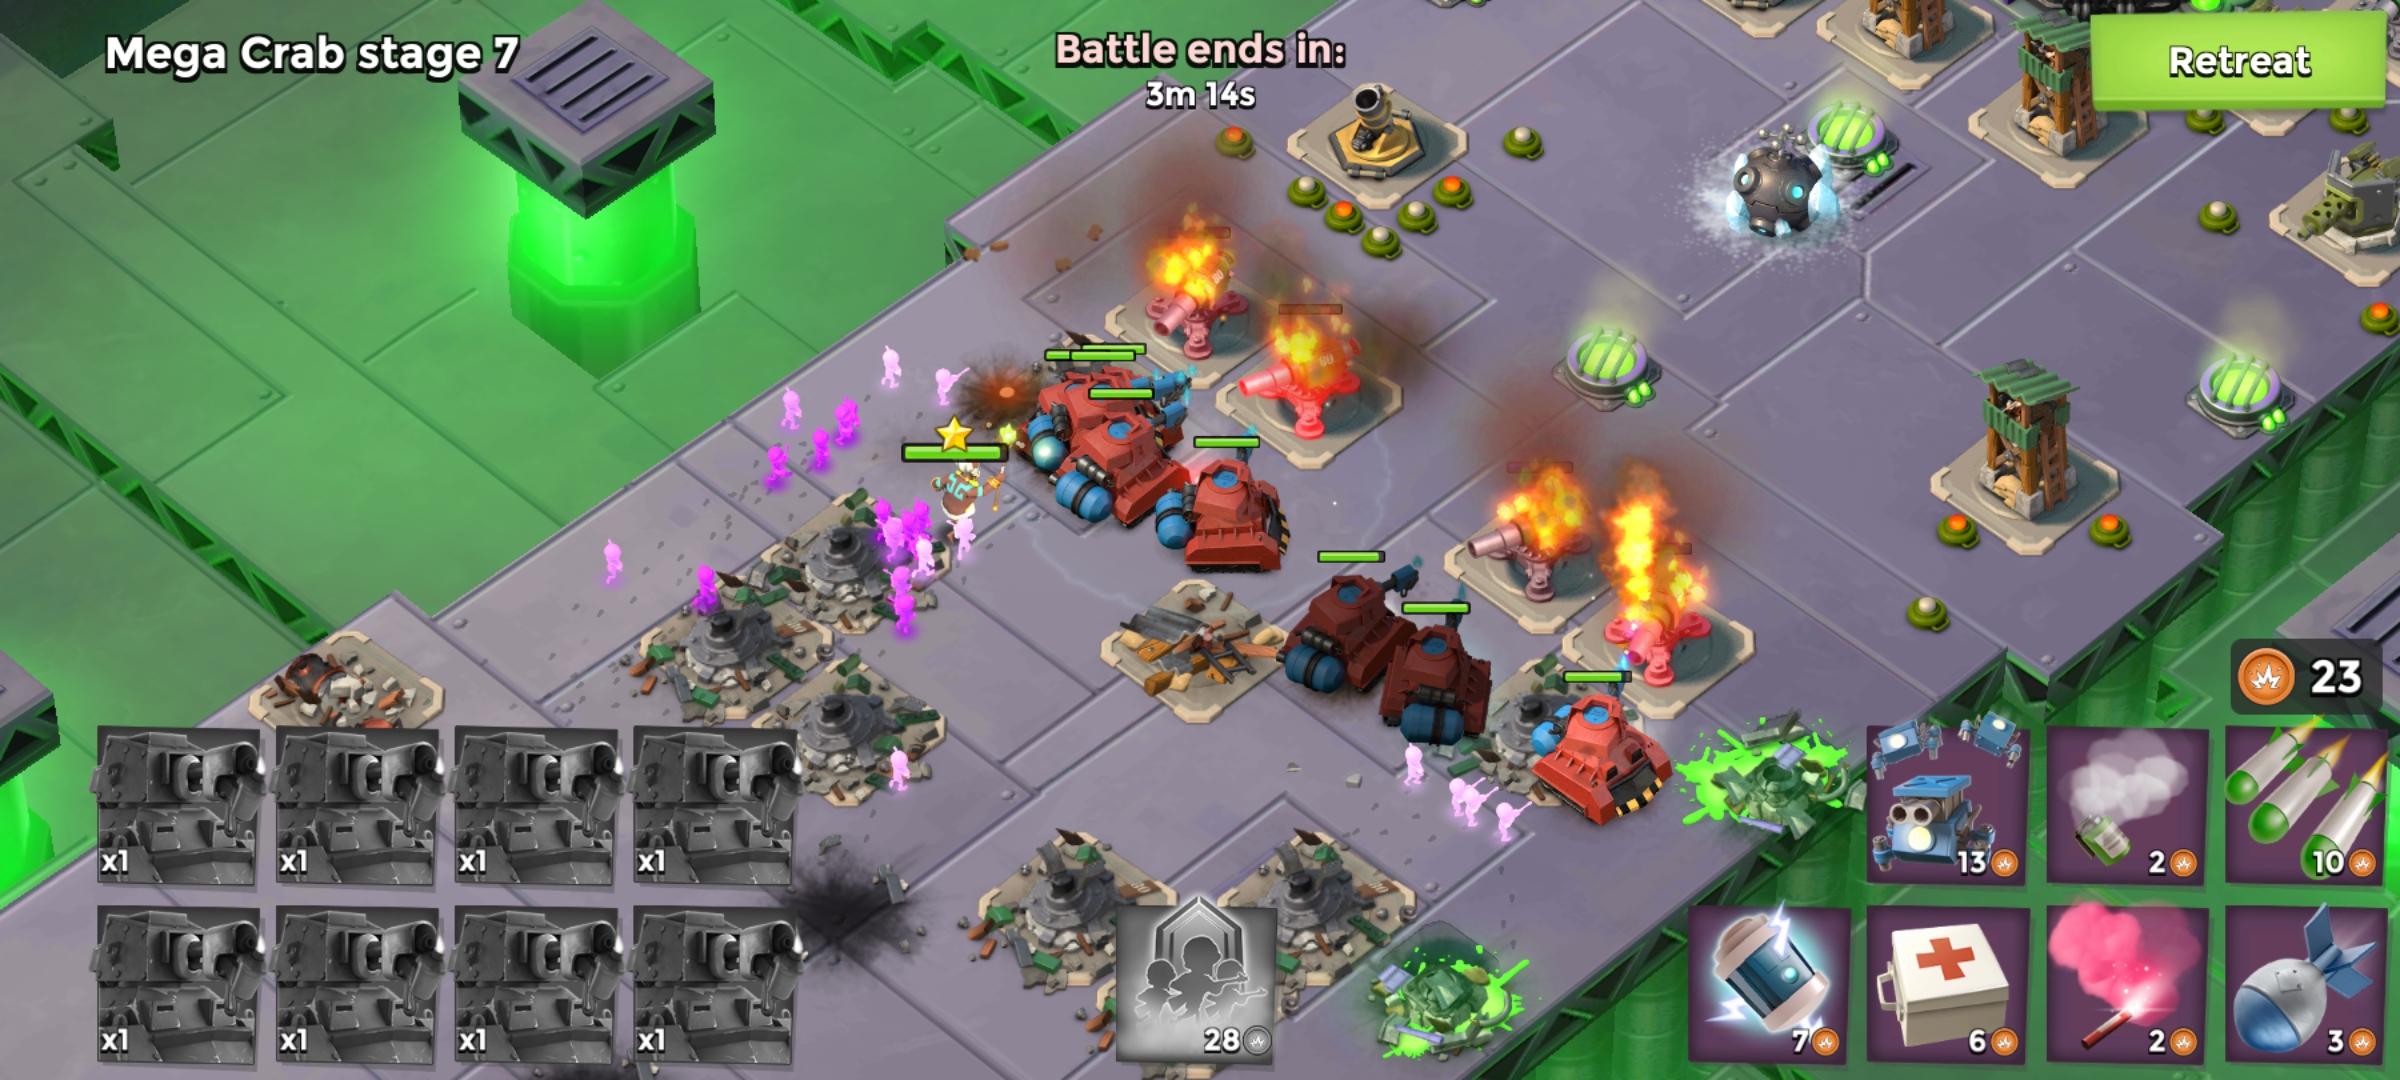 Mega Crab stage 7
Battle ends in:
3m 14s
Retreat
23
x1
x1
x1
x1
13
2
10
x1
x1
x1
x1
28
7
6
2
3